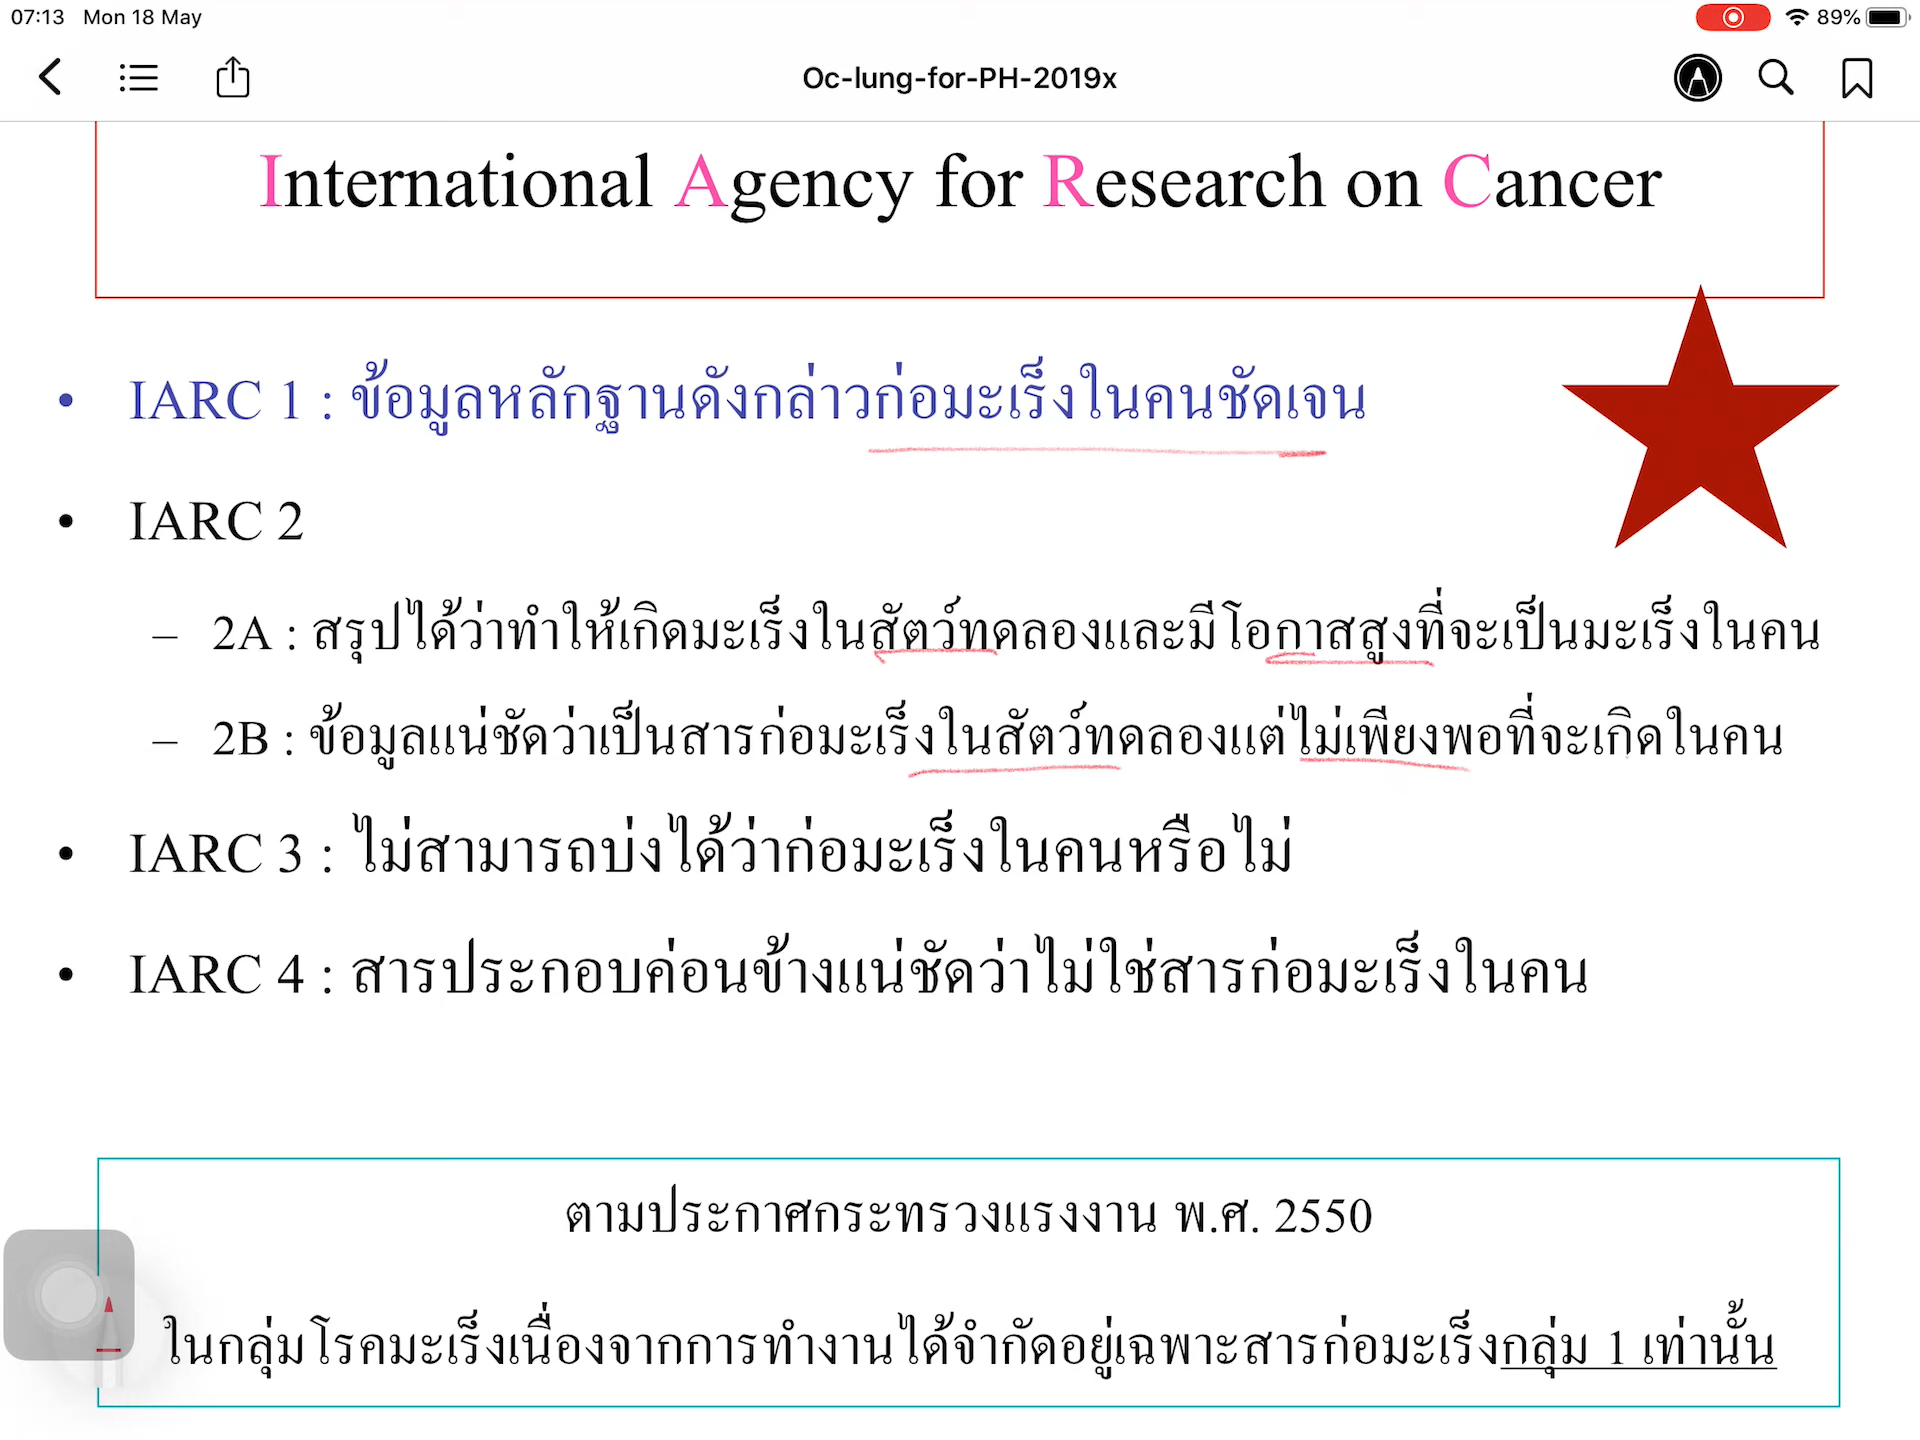 07:13 Mon 18 May 89%
Oc-lung-for-PH-2019x
International Agency for Research on Cancer
• IARC 1 : ข้อมูลหลักฐานดังกล่าวก่อมะเร็งในคนชัดเจน
• IARC 2
– 2A : สรุปได้ว่าทำให้เกิดมะเร็งในสัตว์ทดลองและมีโอกาสสูงที่จะเป็นมะเร็งในคน
– 2B : ข้อมูลแน่ชัดว่าเป็นสารก่อมะเร็งในสัตว์ทดลองแต่ไม่เพียงพอที่จะเกิดในคน
• IARC 3 : ไม่สามารถบ่งได้ว่าก่อมะเร็งในคนหรือไม่
• IARC 4 : สารประกอบค่อนข้างแน่ชัดว่าไม่ใช่สารก่อมะเร็งในคน
ตามประกาศกระทรวงแรงงาน พ.ศ. 2550
ในกลุ่มโรคมะเร็งเนื่องจากการทำงานได้จำกัดอยู่เฉพาะสารก่อมะเร็งกลุ่ม 1 เท่านั้น